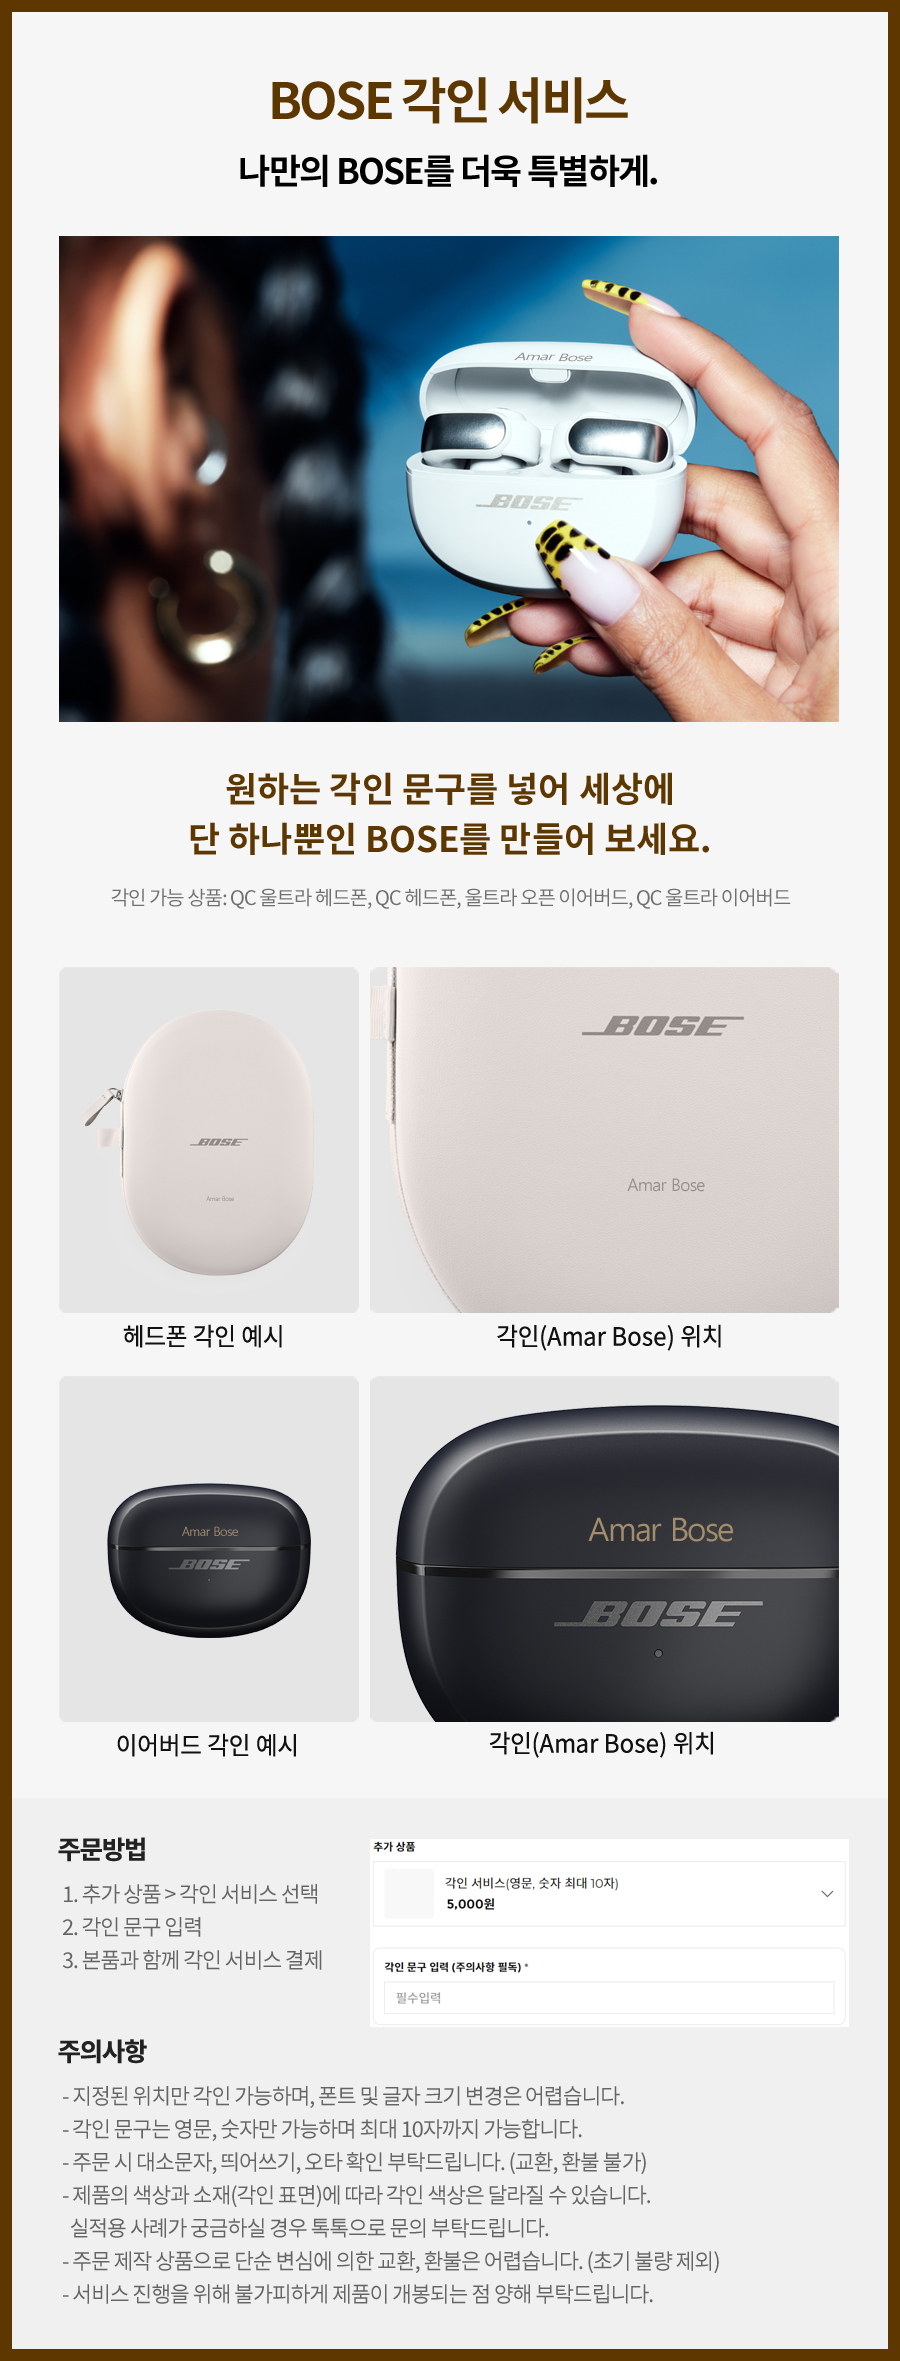 BOSE 각인 서비스
나만의 BOSE를 더욱 특별하게.
Amar Bose
BOSE
원하는 각인 문구를 넣어 세상에
단 하나뿐인 BOSE를 만들어 보세요.
각인 가능 상품: QC 울트라 헤드폰, QC 헤드폰, 울트라 오픈 이어버드, QC 울트라 이어버드
BOSE
Amar Bose
BOSE
Amar Bose
헤드폰 각인 예시
각인(Amar Bose) 위치
Amar Bose
BOSE
Amar Bose
BOSE
이어버드 각인 예시
각인(Amar Bose) 위치
주문방법
1. 추가 상품 > 각인 서비스 선택
2. 각인 문구 입력
3. 본품과 함께 각인 서비스 결제
추가 상품
각인 서비스(영문, 숫자 최대 10자)
5,000원
각인 문구 입력 (주의사항 필독) *
필수입력
주의사항
- 지정된 위치만 각인 가능하며, 폰트 및 글자 크기 변경은 어렵습니다.
- 각인 문구는 영문, 숫자만 가능하며 최대 10자까지 가능합니다.
- 주문 시 대소문자, 띄어쓰기, 오타 확인 부탁드립니다. (교환, 환불 불가)
- 제품의 색상과 소재(각인 표면)에 따라 각인 색상은 달라질 수 있습니다.
실적용 사례가 궁금하실 경우 톡톡으로 문의 부탁드립니다.
- 주문 제작 상품으로 단순 변심에 의한 교환, 환불은 어렵습니다. (초기 불량 제외)
- 서비스 진행을 위해 불가피하게 제품이 개봉되는 점 양해 부탁드립니다.